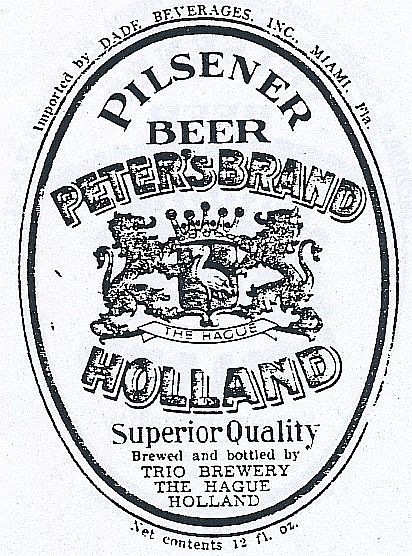 Imported by DADE BEVERAGES, INC., MIAMI, Fla.
PILSENER
BEER
PETER'S BRAND
THE HAGUE
HOLLAND
Superior Quality
Brewed and bottled by
TRIO BREWERY
THE HAGUE
HOLLAND
Net contents 12 fl. oz.